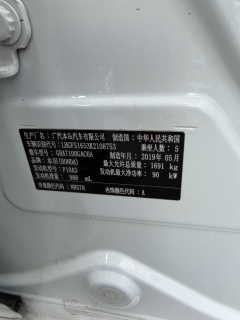 生产厂: 广汽本田汽车有限公司 制造国: 中华人民共和国
车辆识别代号: LHGFS1653K2108753 乘坐人数: 5
整车型号: GHA7100GAC6A 制造年月: 2019年05月
品牌: 本田(HONDA) 最大允许总质量: 1691 kg
发动机型号: P10A3 发动机最大净功率: 90 kW
发动机排量: 988 mL
外观颜色代码: NH578 内饰颜色代码: A